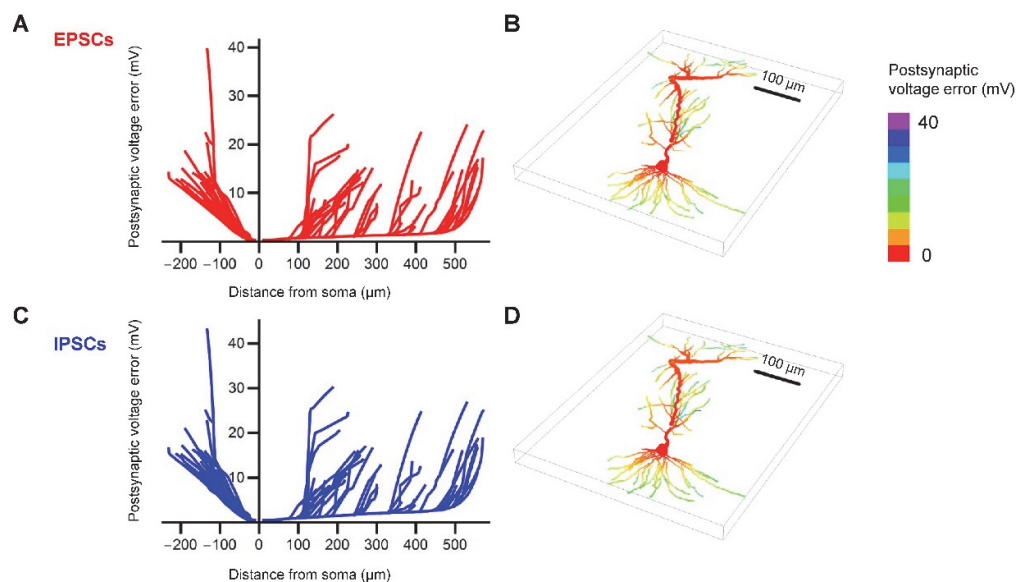 A
EPSCs
Postsynaptic voltage error (mV)
40
30
20
10
−200
−100
0
100
200
300
400
500
Distance from soma (µm)
B
100 µm
Postsynaptic
voltage error (mV)
40
0
C
IPSCs
Postsynaptic voltage error (mV)
40
30
20
10
−200
−100
0
100
200
300
400
500
Distance from soma (µm)
D
100 µm